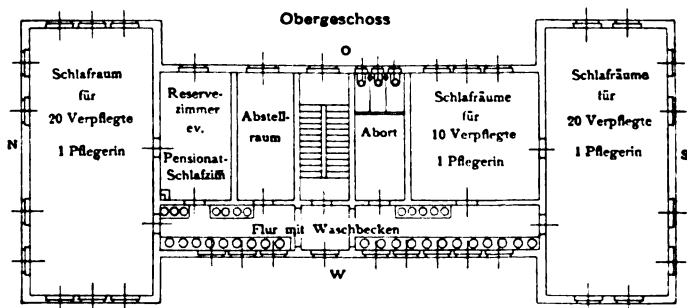 Obergeschoss
O
Schlafraum
für
20 Verpflegte
1 Pflegerin
Reserve-
zimmer
ev.
Pensionat-
Schlafziñ
Abstell-
raum
Abort
Schlafräume
für
10 Verpflegte
1 Pflegerin
Schlafräume
für
20 Verpflegte
1 Pflegerin
N
S
Flur mit Waschbecken
W